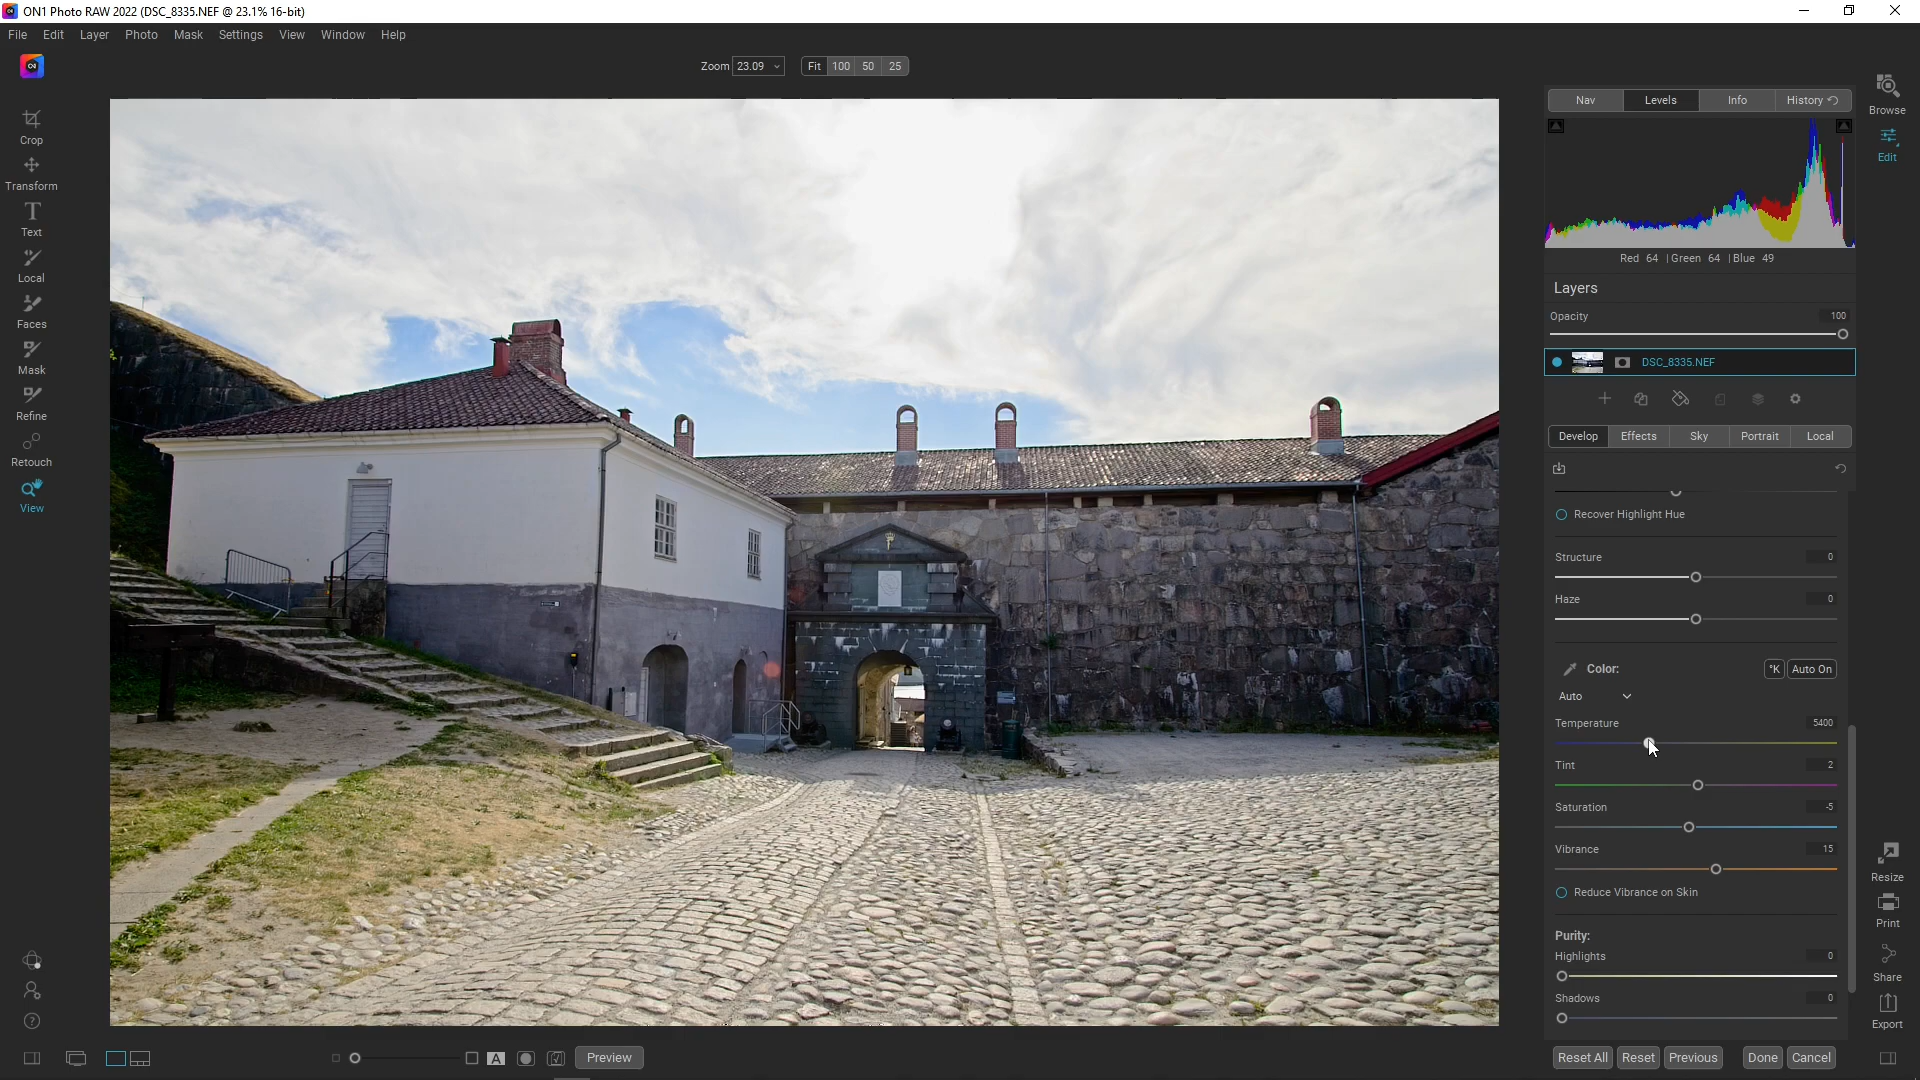 ON1 Photo RAW 2022 (DSC_8335.NEF @ 23.1% 16-bit)
File Edit Layer Photo Mask Settings View Window Help
Zoom 23.09 Fit 100 50 25
Crop
Transform
Text
Local
Faces
Mask
Refine
Retouch
View
Nav Levels Info History
Browse
Edit
Red 64 | Green 64 | Blue 49
Layers
Opacity 100
DSC_8335.NEF
Develop Effects Sky Portrait Local
Recover Highlight Hue
Structure 0
Haze 0
Color: °K Auto On
Auto
Temperature 5400
Tint 2
Saturation -5
Vibrance 15
Reduce Vibrance on Skin
Purity:
Highlights 0
Shadows 0
Resize
Print
Share
Export
A Preview
Reset All Reset Previous Done Cancel